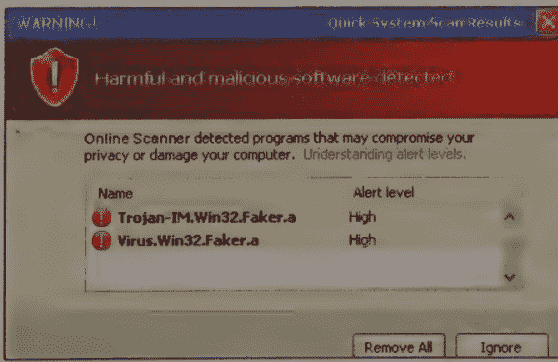 WARNING! Quick System Scan Results
Harmful and malicious software detected
Online Scanner detected programs that may compromise your
privacy or damage your computer. Understanding alert levels.
Name Alert level
Trojan-IM.Win32.Faker.a High
Virus.Win32.Faker.a High
Remove All Ignore